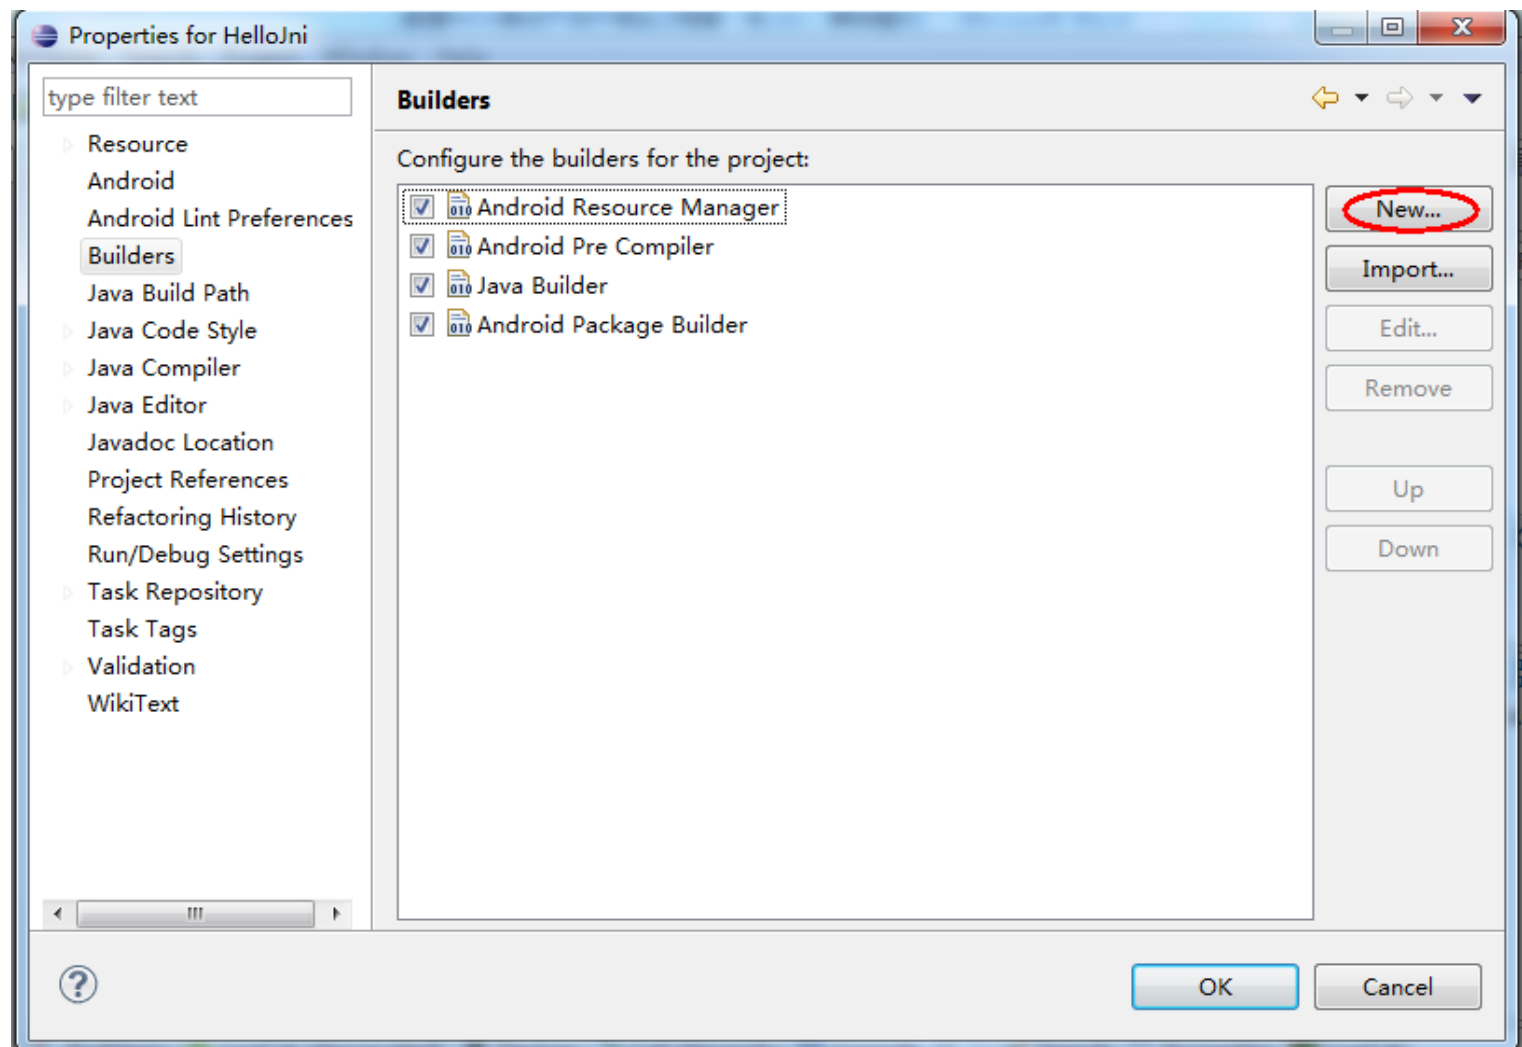 Properties for HelloJni
type filter text
Resource
Android
Android Lint Preferences
Builders
Java Build Path
Java Code Style
Java Compiler
Java Editor
Javadoc Location
Project References
Refactoring History
Run/Debug Settings
Task Repository
Task Tags
Validation
WikiText
Builders
Configure the builders for the project:
Android Resource Manager
Android Pre Compiler
Java Builder
Android Package Builder
New...
Import...
Edit...
Remove
Up
Down
OK
Cancel